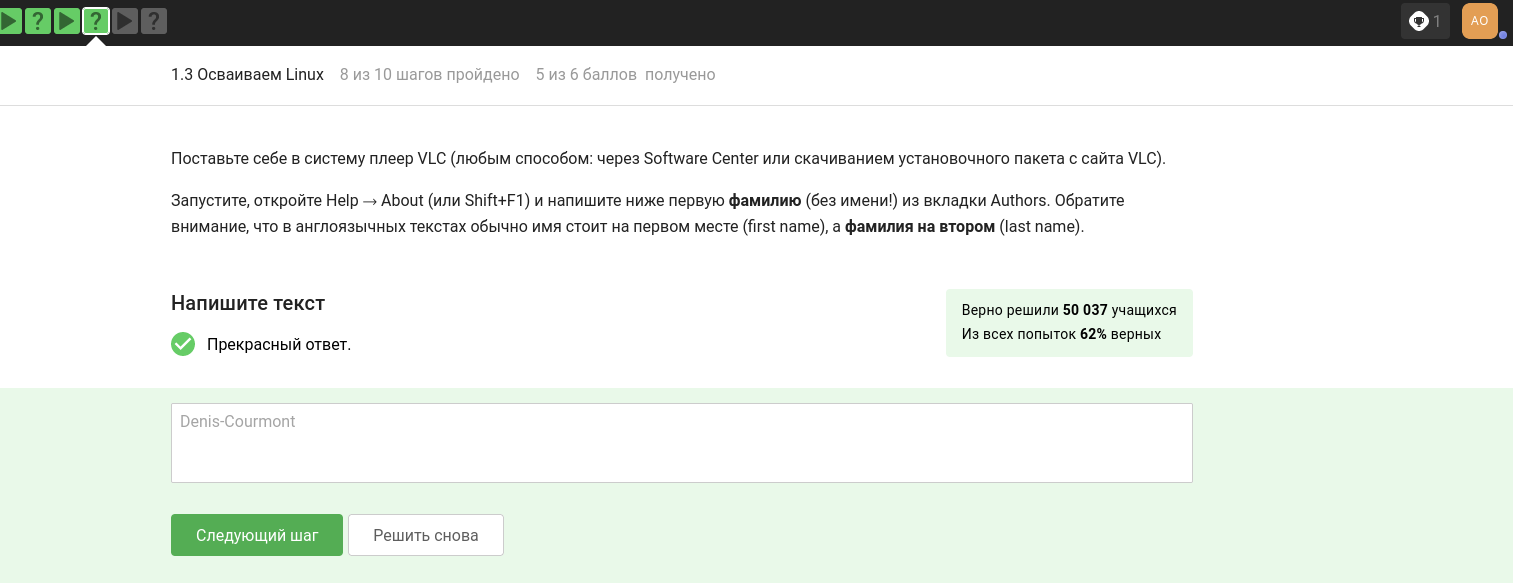 ? ? ? 1 АО
1.3 Осваиваем Linux 8 из 10 шагов пройдено 5 из 6 баллов получено
Поставьте себе в систему плеер VLC (любым способом: через Software Center или скачиванием установочного пакета с сайта VLC).
Запустите, откройте Help → About (или Shift+F1) и напишите ниже первую фамилию (без имени!) из вкладки Authors. Обратите
внимание, что в англоязычных текстах обычно имя стоит на первом месте (first name), а фамилия на втором (last name).
Напишите текст
Верно решили 50 037 учащихся
Из всех попыток 62% верных
Прекрасный ответ.
Denis-Courmont
Следующий шаг Решить снова